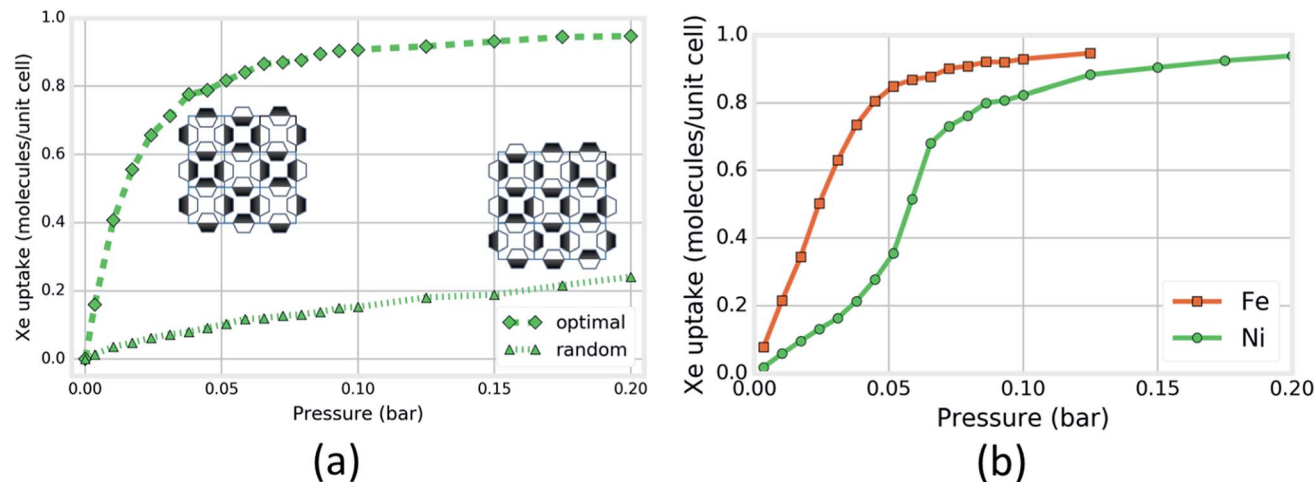 1.0
0.8
0.6
0.4
0.2
0.0
Xe uptake (molecules/unit cell)
optimal
random
0.00 0.05 0.10 0.15 0.20
Pressure (bar)
(a)
1.0
0.8
0.6
0.4
0.2
0.0
Xe uptake (molecules/unit cell)
Fe
Ni
0.00 0.05 0.10 0.15 0.20
Pressure (bar)
(b)